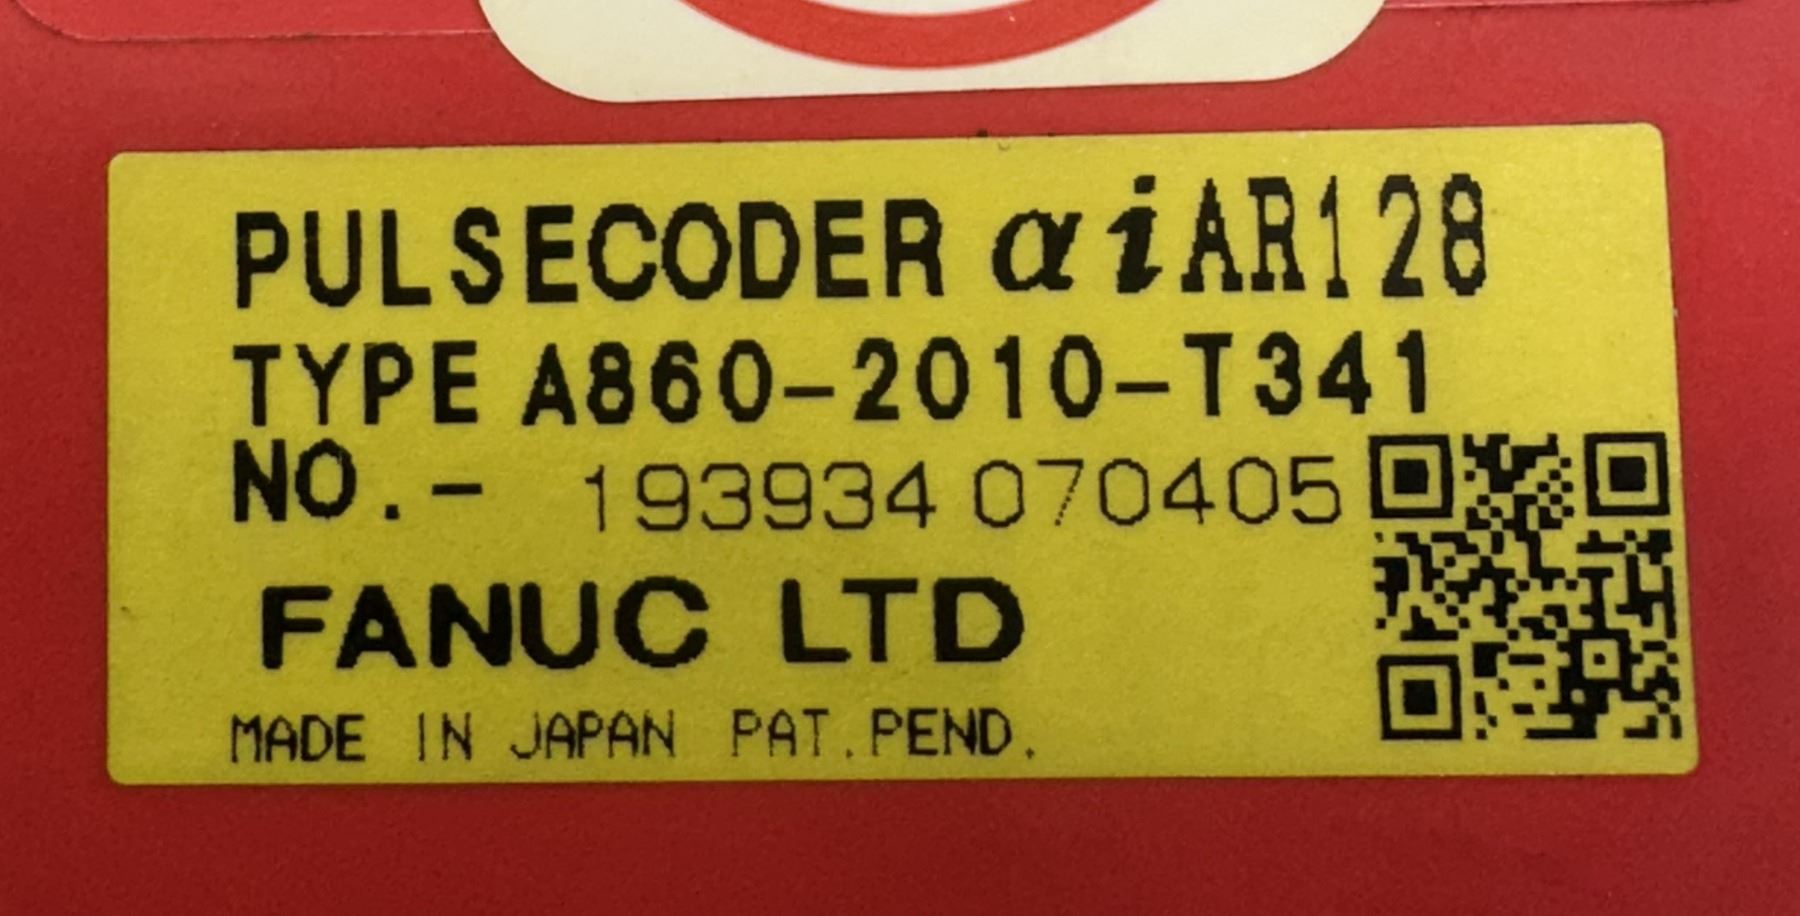 PULSECODER αiAR128
TYPE A860-2010-T341
NO.- 193934 070405
FANUC LTD
MADE IN JAPAN PAT.PEND.